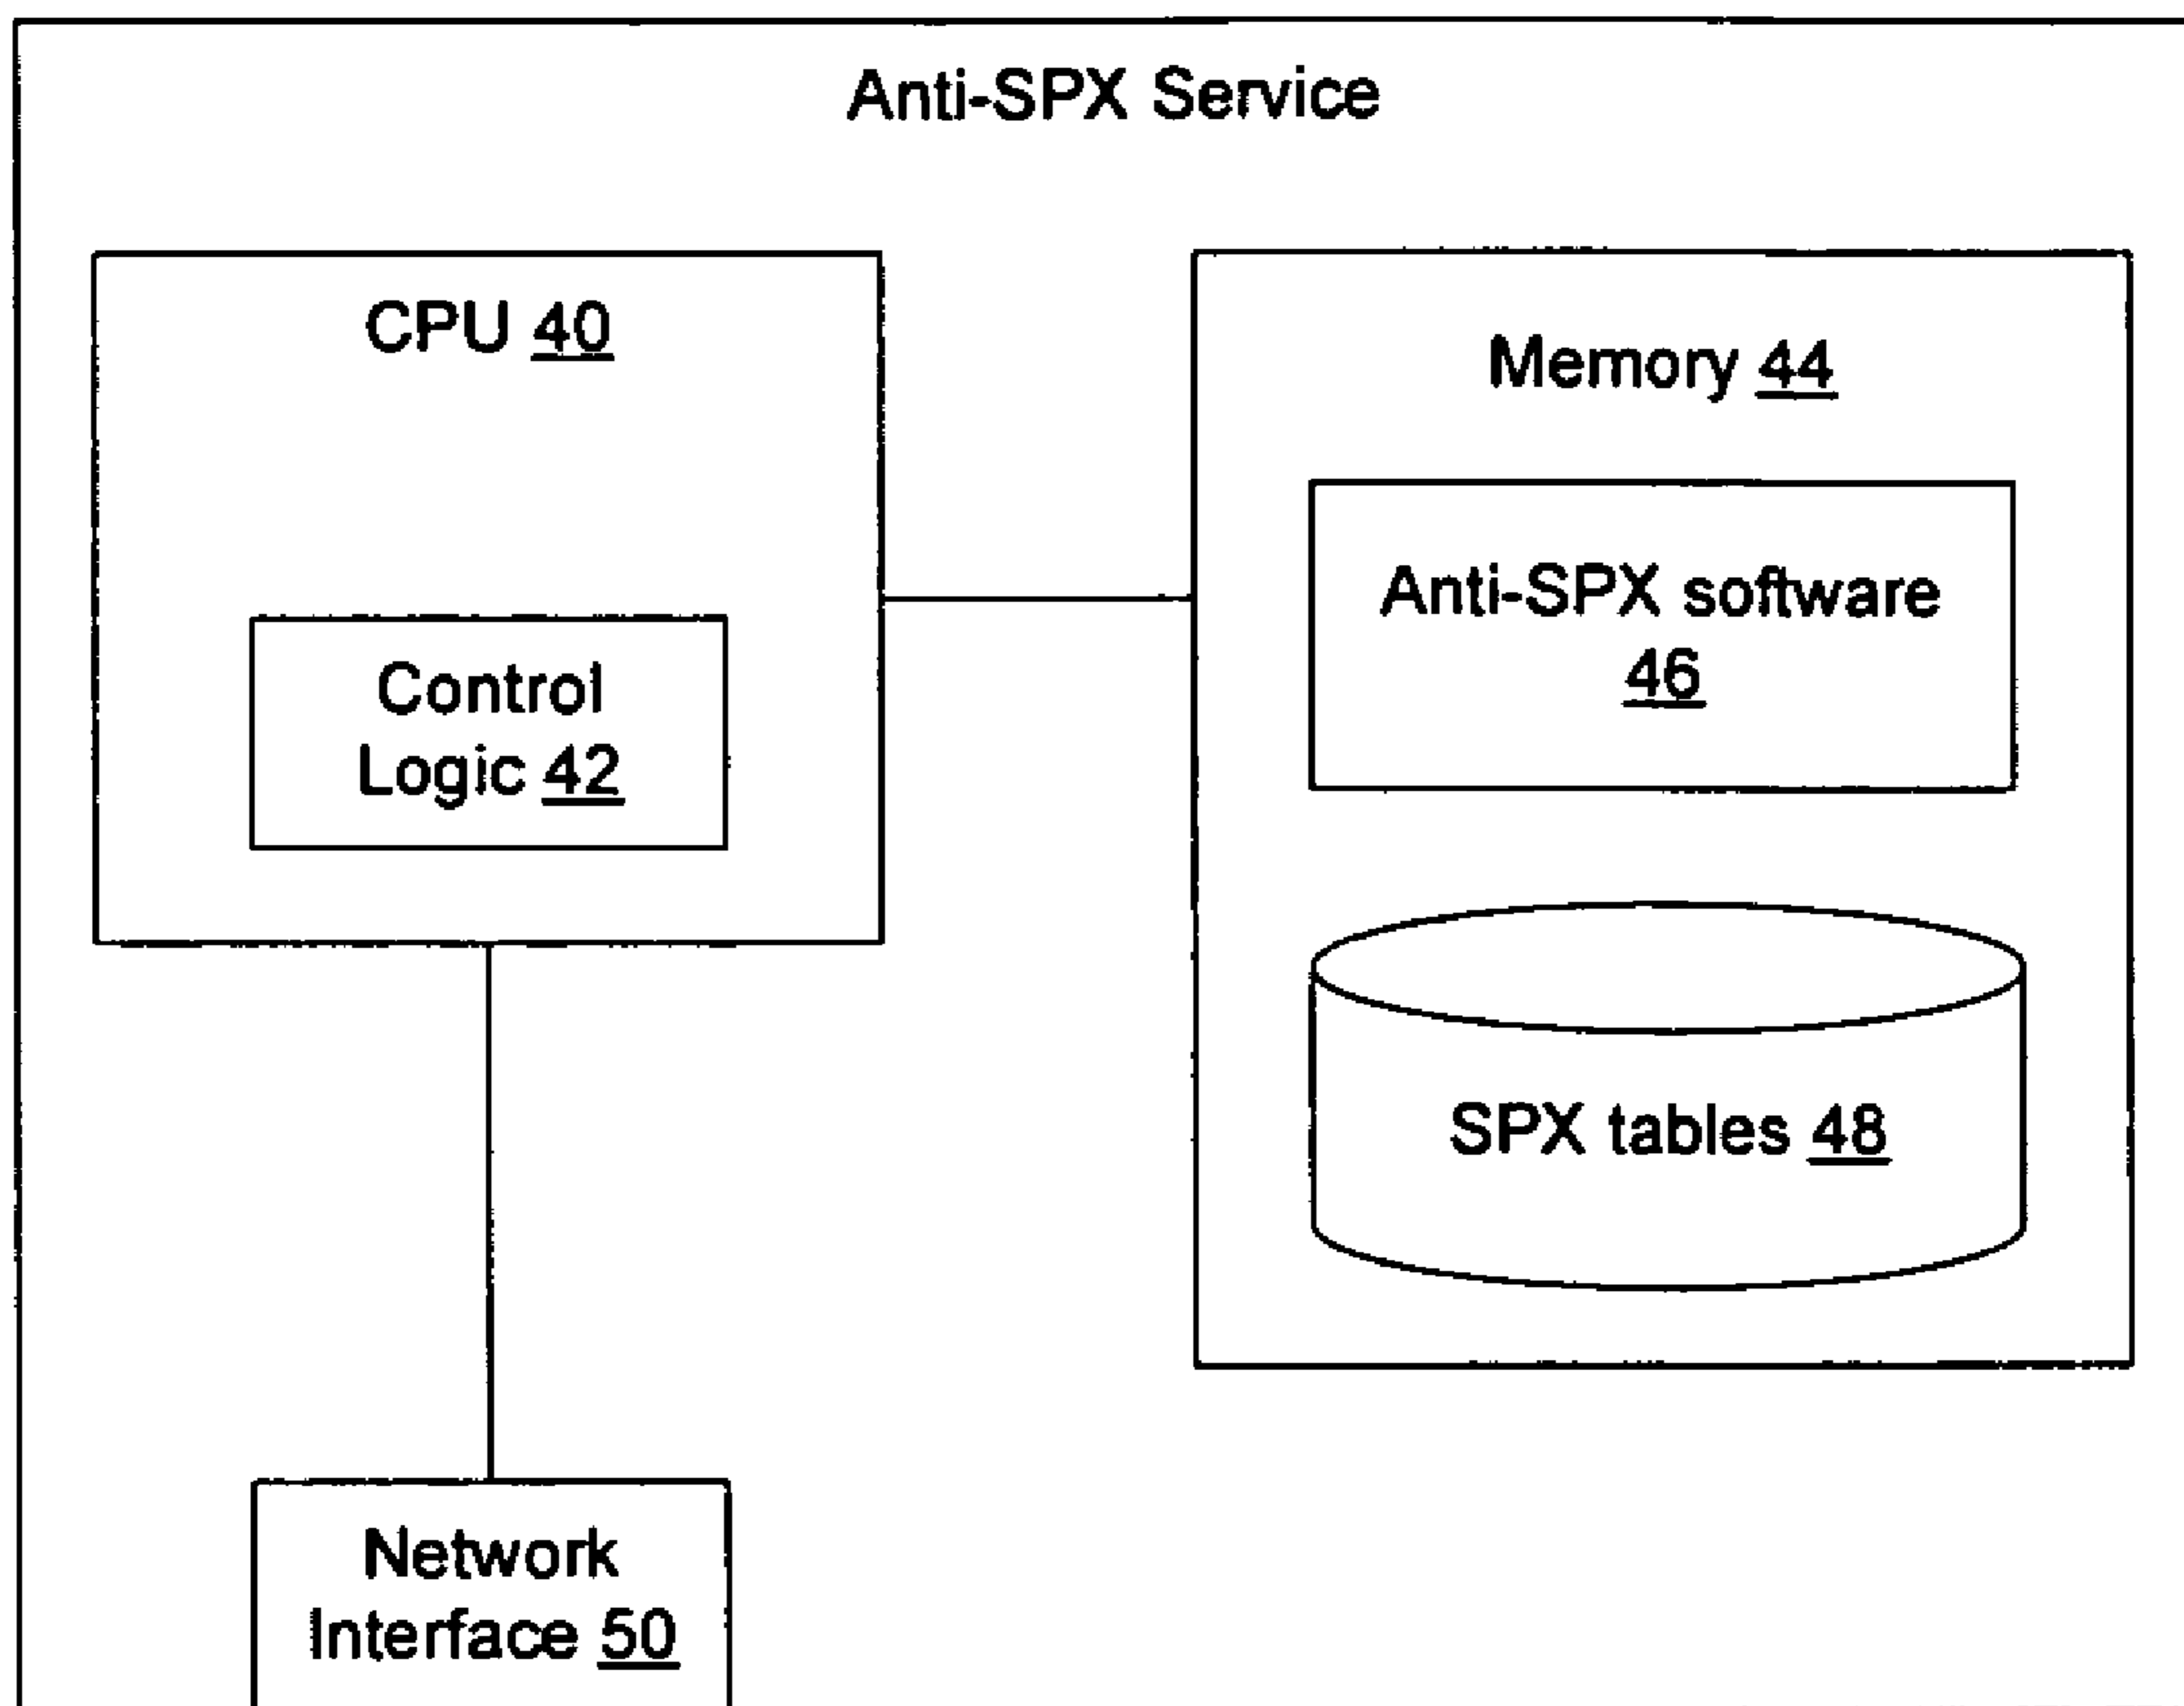 Anti-SPX Service
CPU 40
Control
Logic 42
Memory 44
Anti-SPX software
46
SPX tables 48
Network
Interface 50